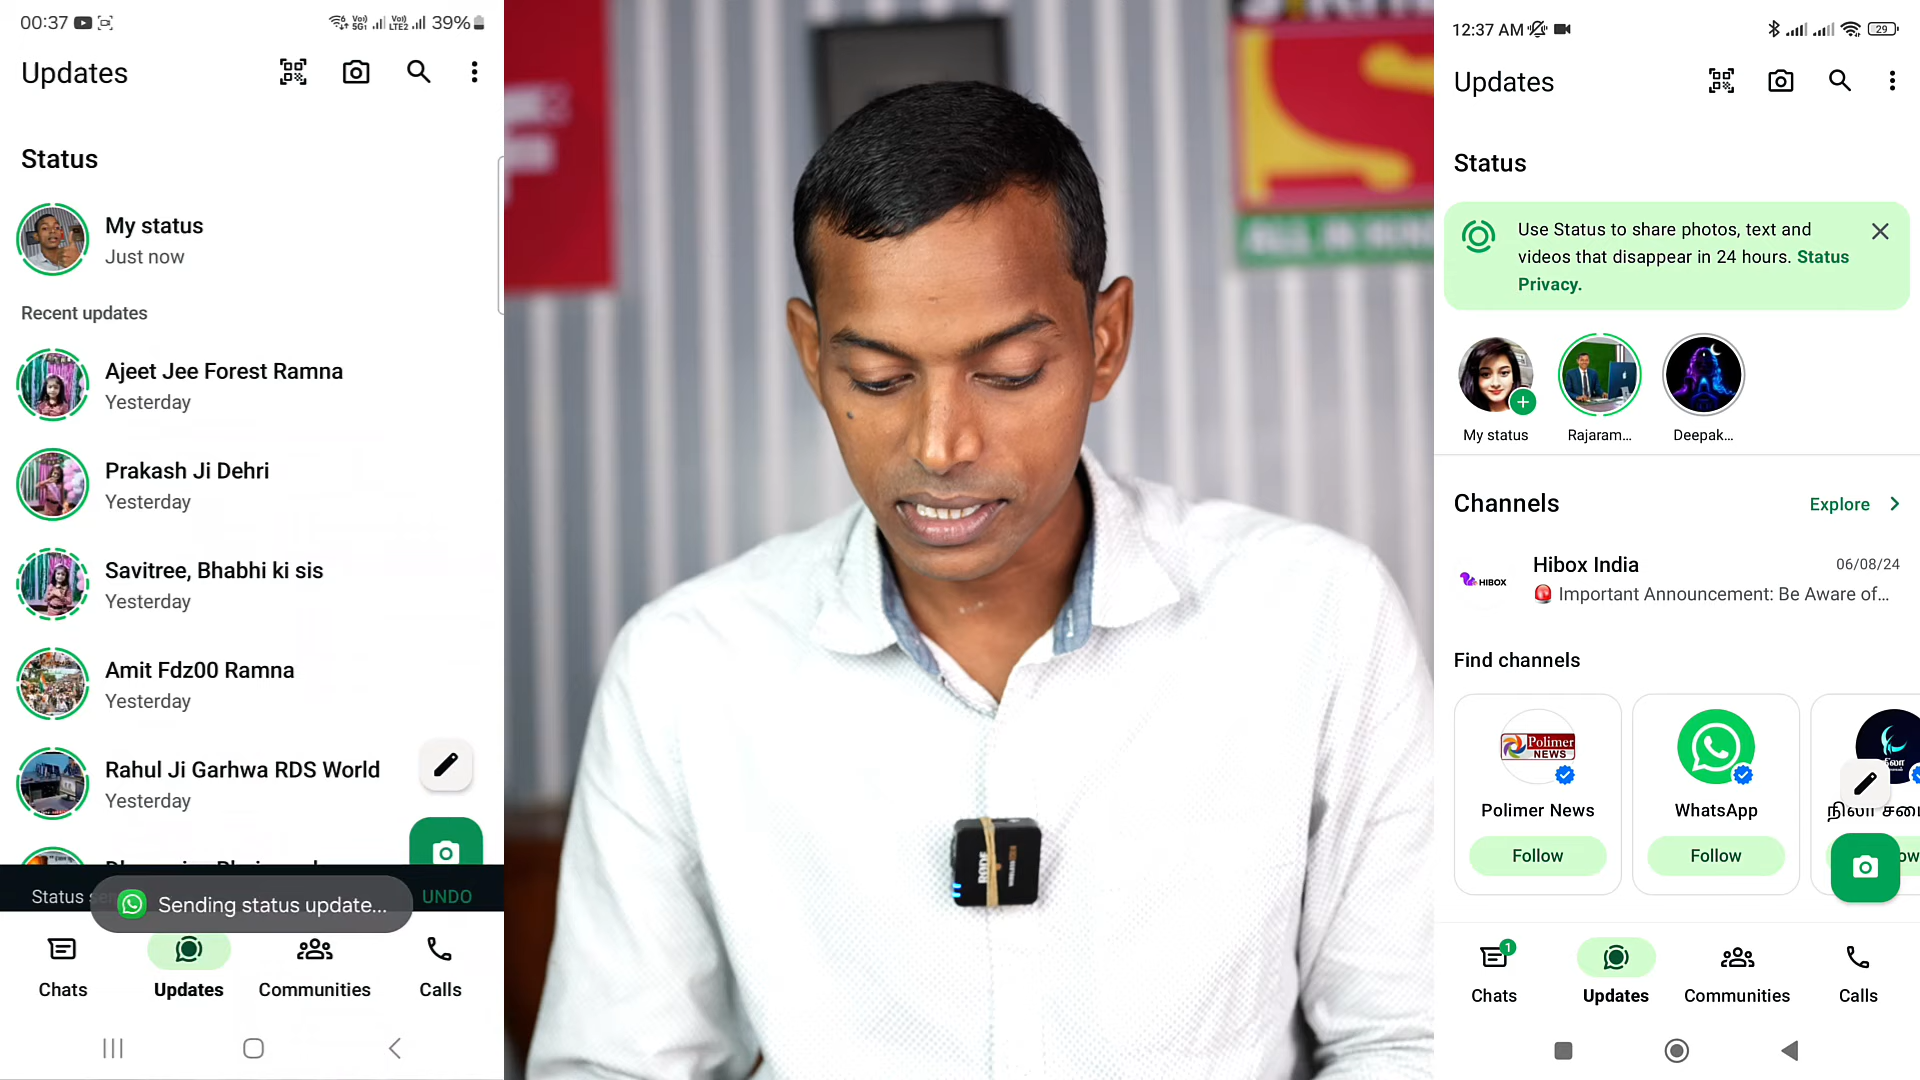 00:37
39%
Updates
Status
My status
Just now
Recent updates
Ajeet Jee Forest Ramna
Yesterday
Prakash Ji Dehri
Yesterday
Savitree, Bhabhi ki sis
Yesterday
Amit Fdz00 Ramna
Yesterday
Rahul Ji Garhwa RDS World
Yesterday
Status
UNDO
Sending status update...
Chats
Updates
Communities
Calls
RØDE
12:37 AM
29
Updates
Status
Use Status to share photos, text and
videos that disappear in 24 hours. Status
Privacy.
My status
Rajaram...
Deepak...
Channels
Explore
HIBOX
Hibox India
06/08/24
Important Announcement: Be Aware of...
Find channels
Polimer
NEWS
Polimer News
WhatsApp
Follow
Follow
1
Chats
Updates
Communities
Calls